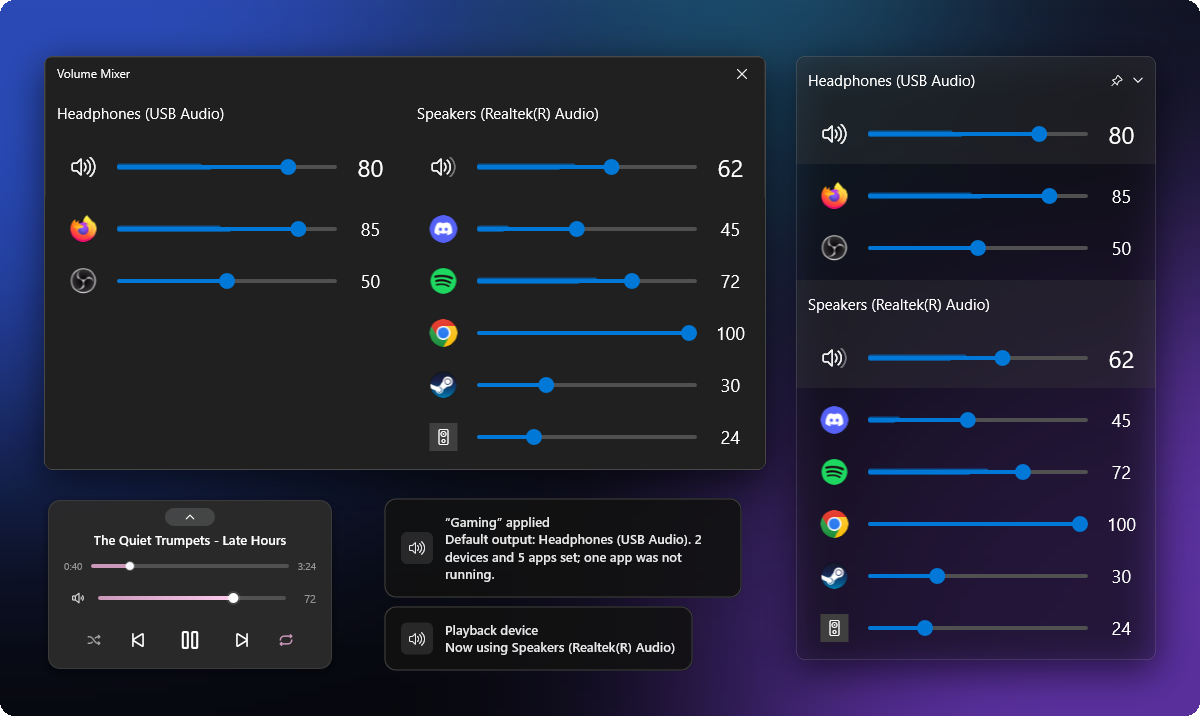 Volume Mixer
Headphones (USB Audio)
80
85
50
Speakers (Realtek(R) Audio)
62
45
72
100
30
24
Headphones (USB Audio)
80
85
50
Speakers (Realtek(R) Audio)
62
45
72
100
30
24
The Quiet Trumpets - Late Hours
0:40
3:24
72
"Gaming" applied
Default output: Headphones (USB Audio). 2
devices and 5 apps set; one app was not
running.
Playback device
Now using Speakers (Realtek(R) Audio)